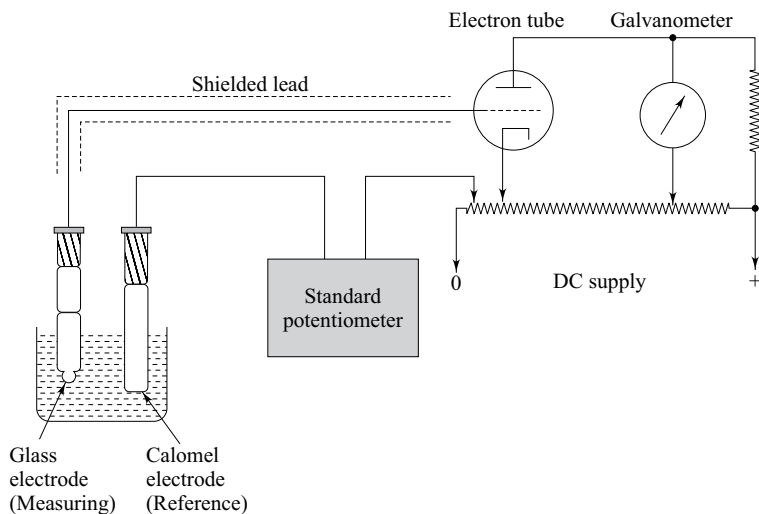 Electron tube
Galvanometer
Shielded lead
Standard
potentiometer
0
DC supply
+
Glass
electrode
(Measuring)
Calomel
electrode
(Reference)